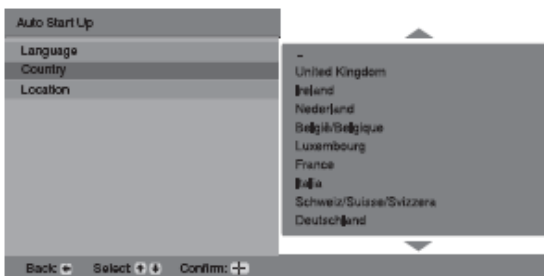 Auto Start Up
Language
Country
Location
–
United Kingdom
Ireland
Nederland
België/Belgique
Luxembourg
France
Italia
Schweiz/Suisse/Svizzera
Deutschland
Back: Select: Confirm: